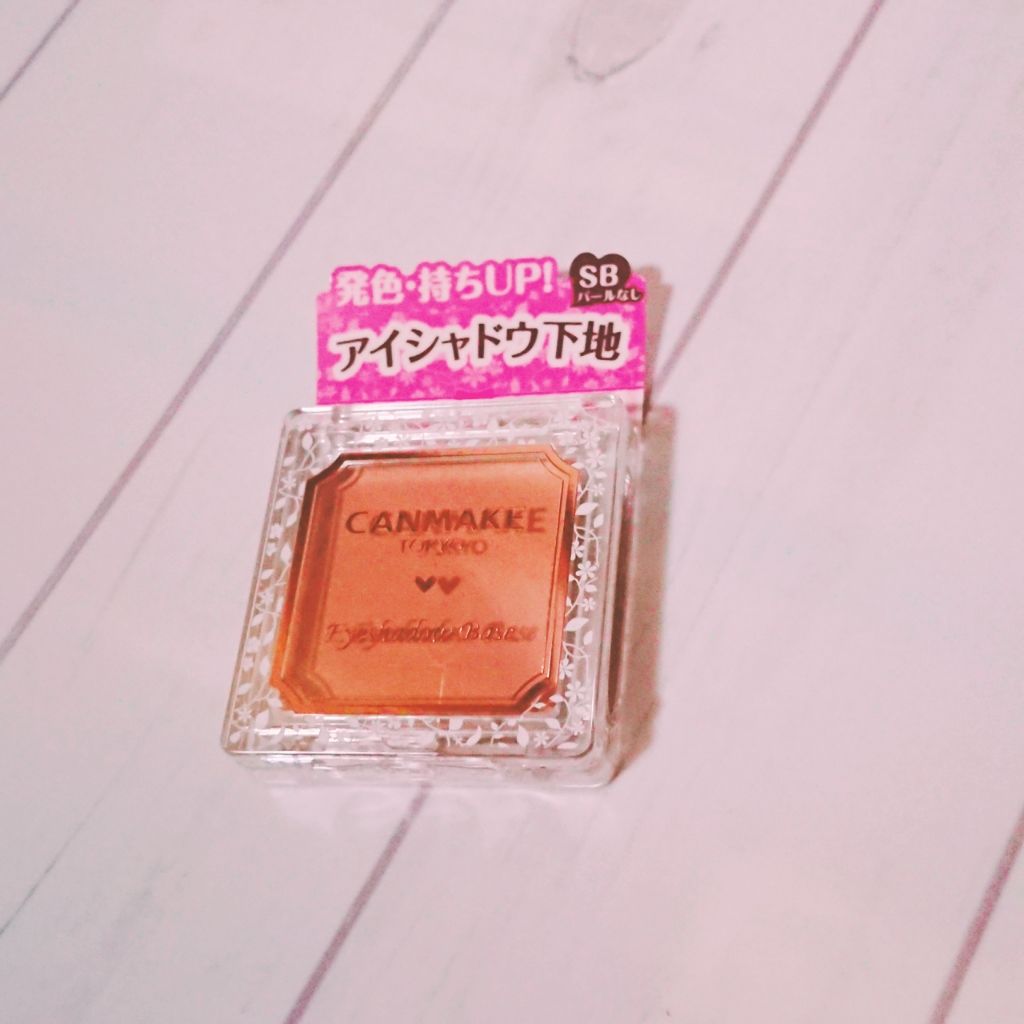 発色・持ちUP!
SB
パールなし
アイシャドウ下地
CANMAKE
TOKYO
Eyeshadow Base